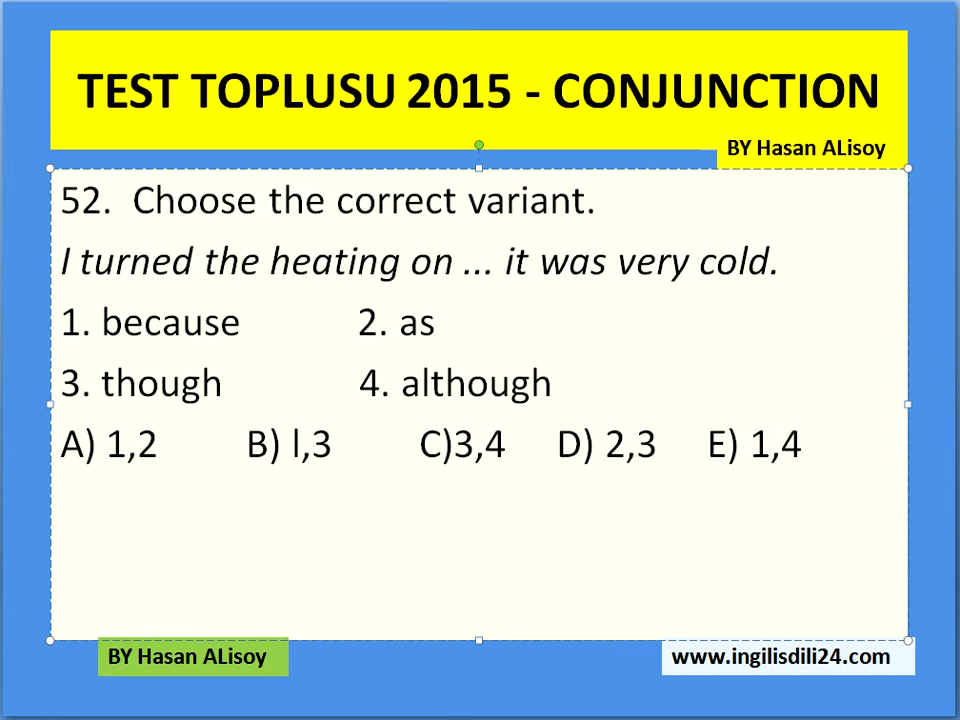 TEST TOPLUSU 2015 - CONJUNCTION
BY Hasan ALisoy
52. Choose the correct variant.
I turned the heating on ... it was very cold.
1. because 2. as
3. though 4. although
A) 1,2 B) l,3 C)3,4 D) 2,3 E) 1,4
BY Hasan ALisoy
www.ingilisdili24.com